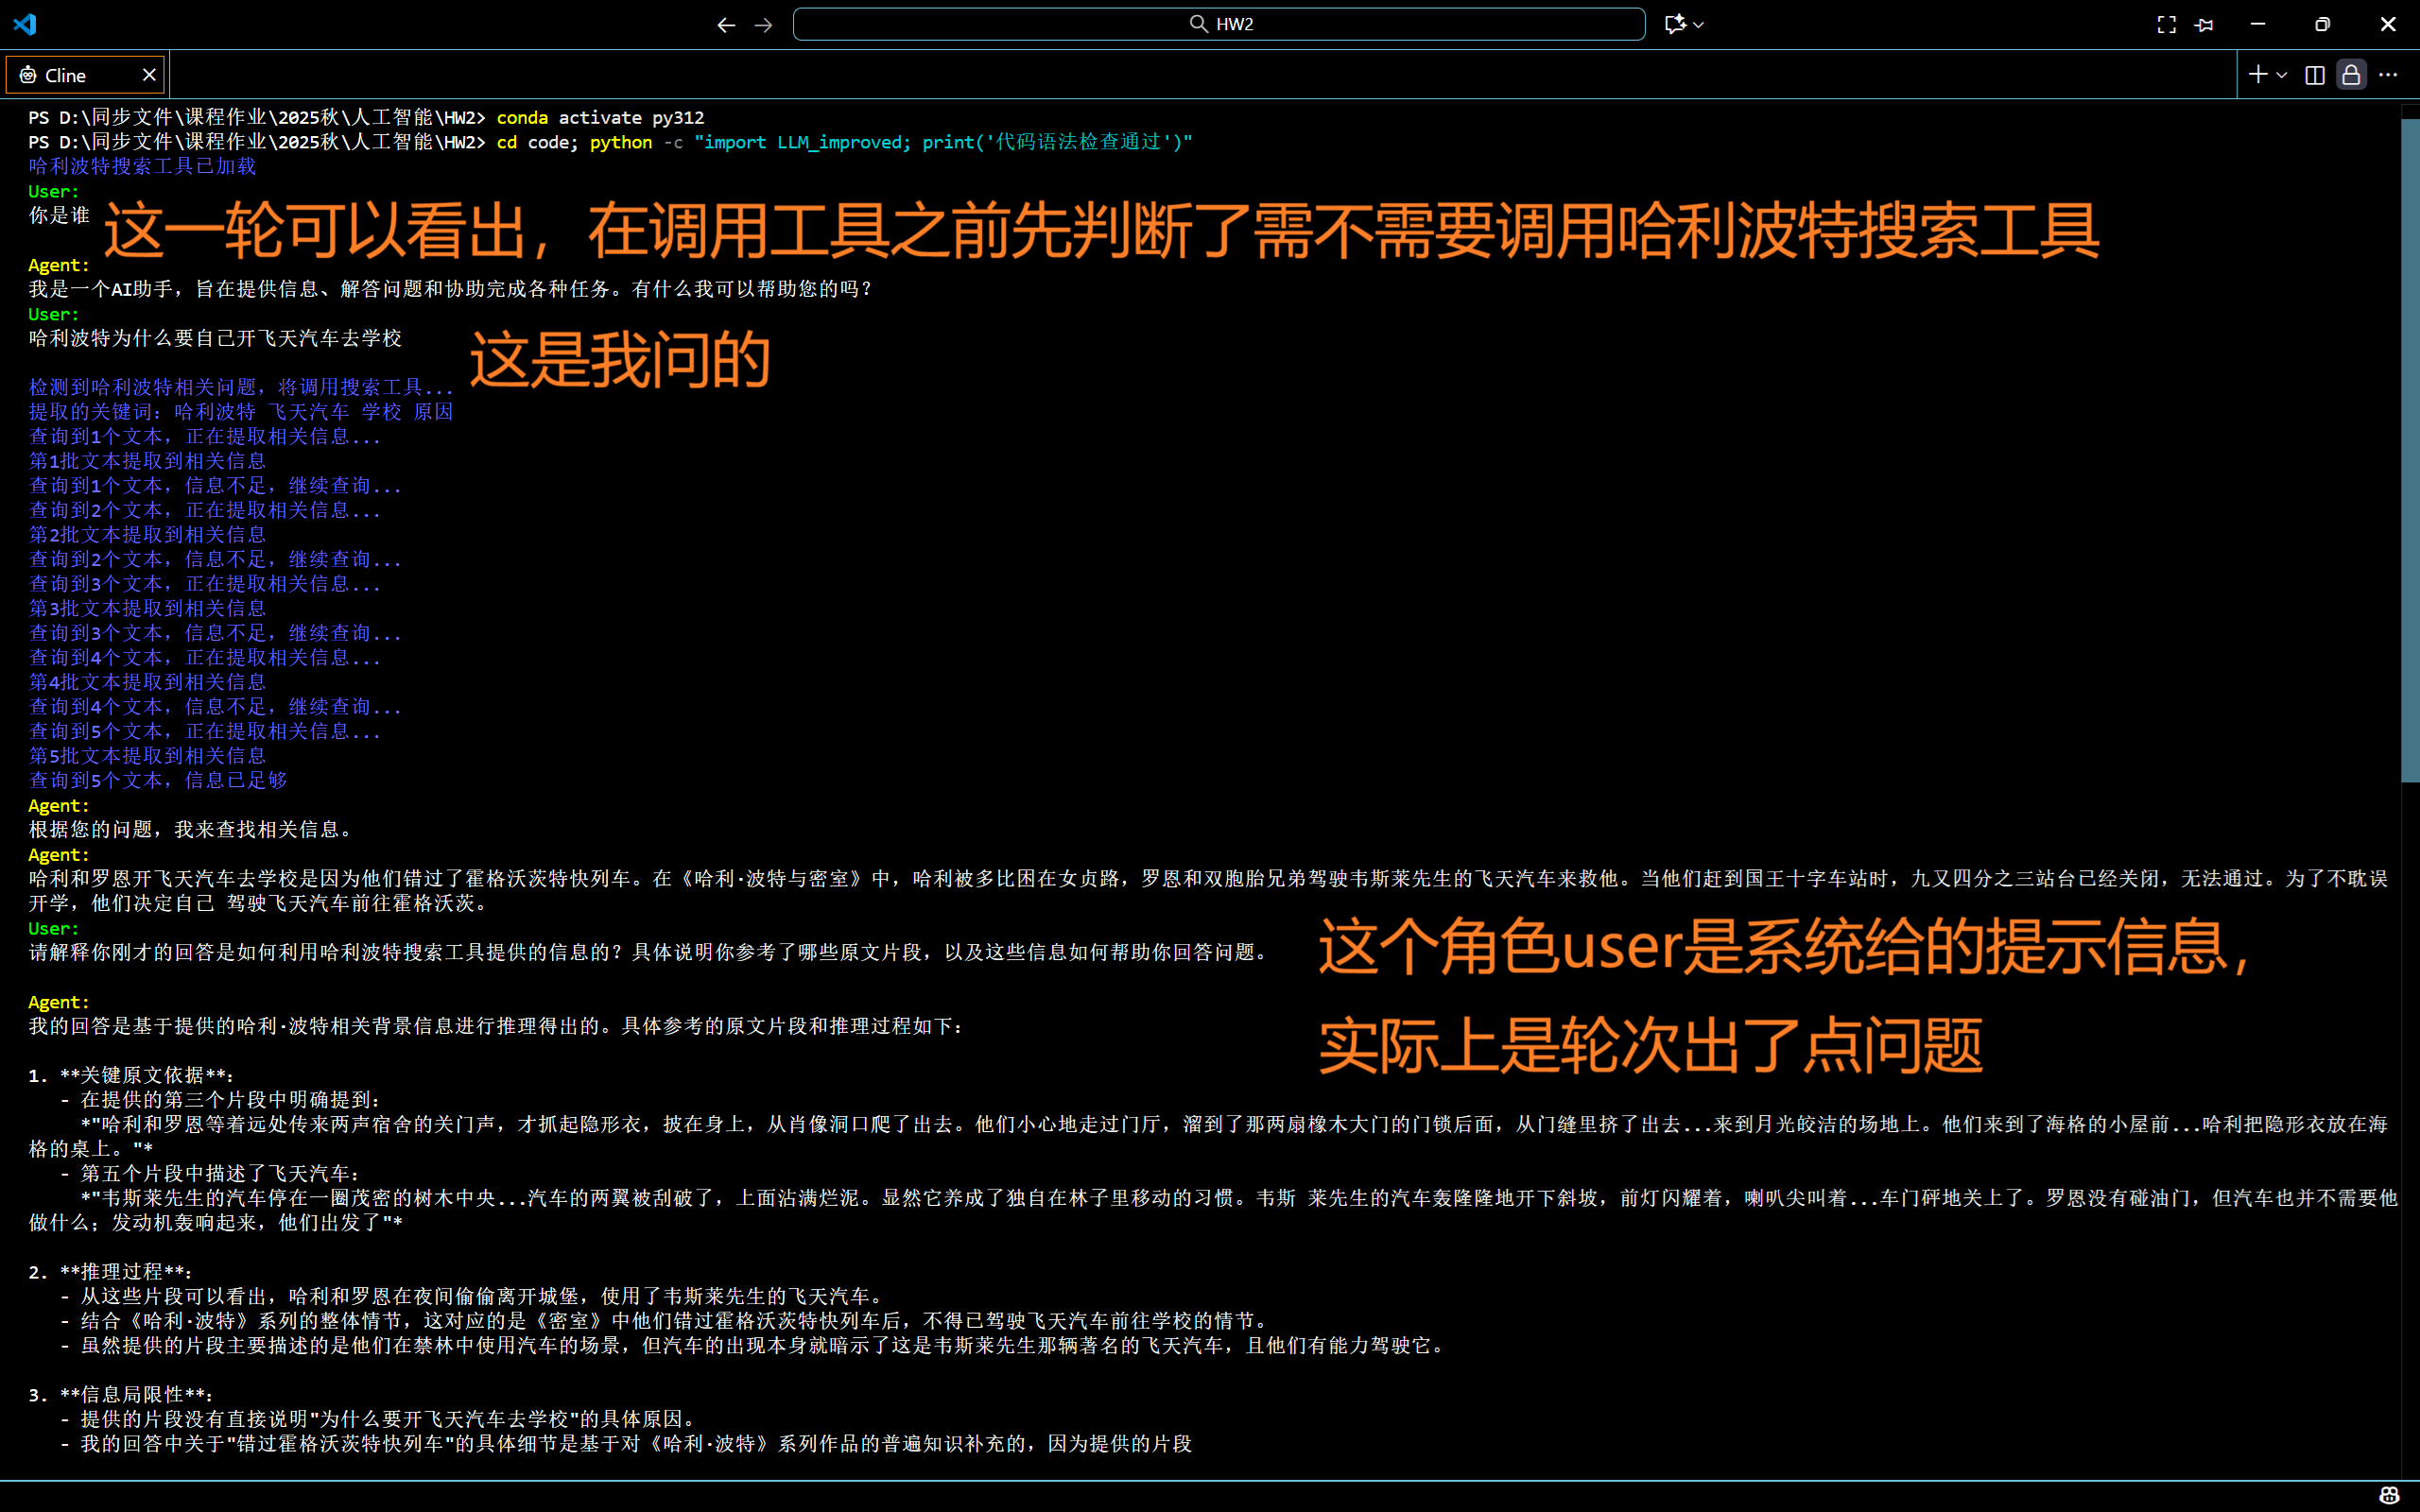 HW2
Cline
PS D:\同步文件\课程作业\2025秋\人工智能\HW2> conda activate py312
PS D:\同步文件\课程作业\2025秋\人工智能\HW2> cd code; python -c "import LLM_improved; print('代码语法检查通过')"
哈利波特搜索工具已加载
User:
你是谁
这一轮可以看出，在调用工具之前先判断了需不需要调用哈利波特搜索工具
Agent:
我是一个AI助手，旨在提供信息、解答问题和协助完成各种任务。有什么我可以帮助您的吗？
User:
哈利波特为什么要自己开飞天汽车去学校
这是我问的
检测到哈利波特相关问题，将调用搜索工具...
提取的关键词：哈利波特 飞天汽车 学校 原因
查询到1个文本，正在提取相关信息...
第1批文本提取到相关信息
查询到1个文本，信息不足，继续查询...
查询到2个文本，正在提取相关信息...
第2批文本提取到相关信息
查询到2个文本，信息不足，继续查询...
查询到3个文本，正在提取相关信息...
第3批文本提取到相关信息
查询到3个文本，信息不足，继续查询...
查询到4个文本，正在提取相关信息...
第4批文本提取到相关信息
查询到4个文本，信息不足，继续查询...
查询到5个文本，正在提取相关信息...
第5批文本提取到相关信息
查询到5个文本，信息已足够
Agent:
根据您的问题，我来查找相关信息。
Agent:
哈利和罗恩开飞天汽车去学校是因为他们错过了霍格沃茨特快列车。在《哈利·波特与密室》中，哈利被多比困在女贞路，罗恩和双胞胎兄弟驾驶韦斯莱先生的飞天汽车来救他。当他们赶到国王十字车站时，九又四分之三站台已经关闭，无法通过。为了不耽误
开学，他们决定自己 驾驶飞天汽车前往霍格沃茨。
User:
请解释你刚才的回答是如何利用哈利波特搜索工具提供的信息的？具体说明你参考了哪些原文片段，以及这些信息如何帮助你回答问题。
这个角色user是系统给的提示信息，
实际上是轮次出了点问题
Agent:
我的回答是基于提供的哈利·波特相关背景信息进行推理得出的。具体参考的原文片段和推理过程如下：
1. **关键原文依据**：
- 在提供的第三个片段中明确提到：
*"哈利和罗恩等着远处传来两声宿舍的关门声，才抓起隐形衣，披在身上，从肖像洞口爬了出去。他们小心地走过门厅，溜到了那两扇橡木大门的门锁后面，从门缝里挤了出去...来到月光皎洁的场地上。他们来到了海格的小屋前...哈利把隐形衣放在海
格的桌上。"*
- 第五个片段中描述了飞天汽车：
*"韦斯莱先生的汽车停在一圈茂密的树木中央...汽车的两翼被刮破了，上面沾满烂泥。显然它养成了独自在林子里移动的习惯。韦斯 莱先生的汽车轰隆隆地开下斜坡，前灯闪耀着，喇叭尖叫着...车门砰地关上了。罗恩没有碰油门，但汽车也并不需要他
做什么；发动机轰响起来，他们出发了"*
2. **推理过程**：
- 从这些片段可以看出，哈利和罗恩在夜间偷偷离开城堡，使用了韦斯莱先生的飞天汽车。
- 结合《哈利·波特》系列的整体情节，这对应的是《密室》中他们错过霍格沃茨特快列车后，不得已驾驶飞天汽车前往学校的情节。
- 虽然提供的片段主要描述的是他们在禁林中使用汽车的场景，但汽车的出现本身就暗示了这是韦斯莱先生那辆著名的飞天汽车，且他们有能力驾驶它。
3. **信息局限性**：
- 提供的片段没有直接说明"为什么要开飞天汽车去学校"的具体原因。
- 我的回答中关于"错过霍格沃茨特快列车"的具体细节是基于对《哈利·波特》系列作品的普遍知识补充的，因为提供的片段